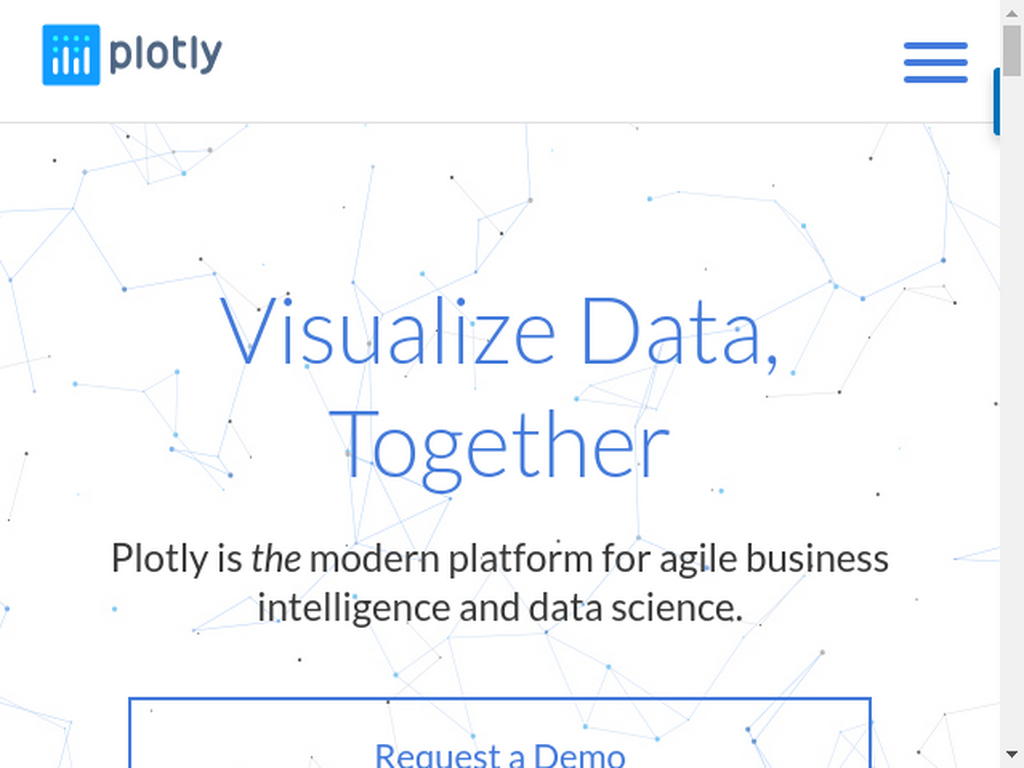 plotly
Visualize Data,
Together
Plotly is the modern platform for agile business
intelligence and data science.
Request a Demo